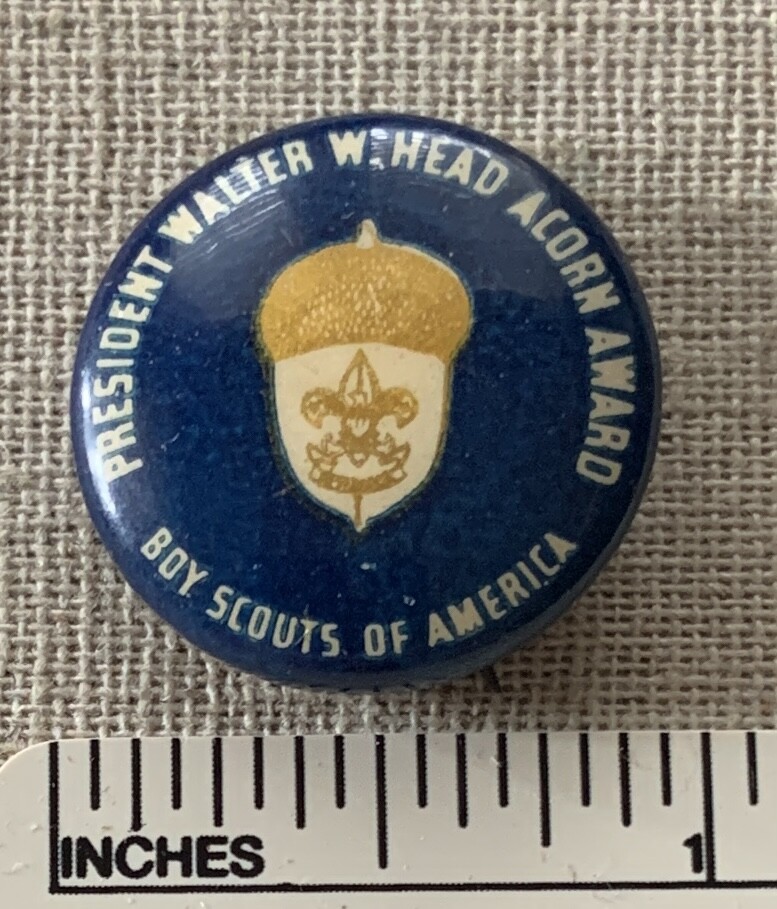 PRESIDENT WALTER W. HEAD ACORN AWARD
BOY SCOUTS OF AMERICA
INCHES
1